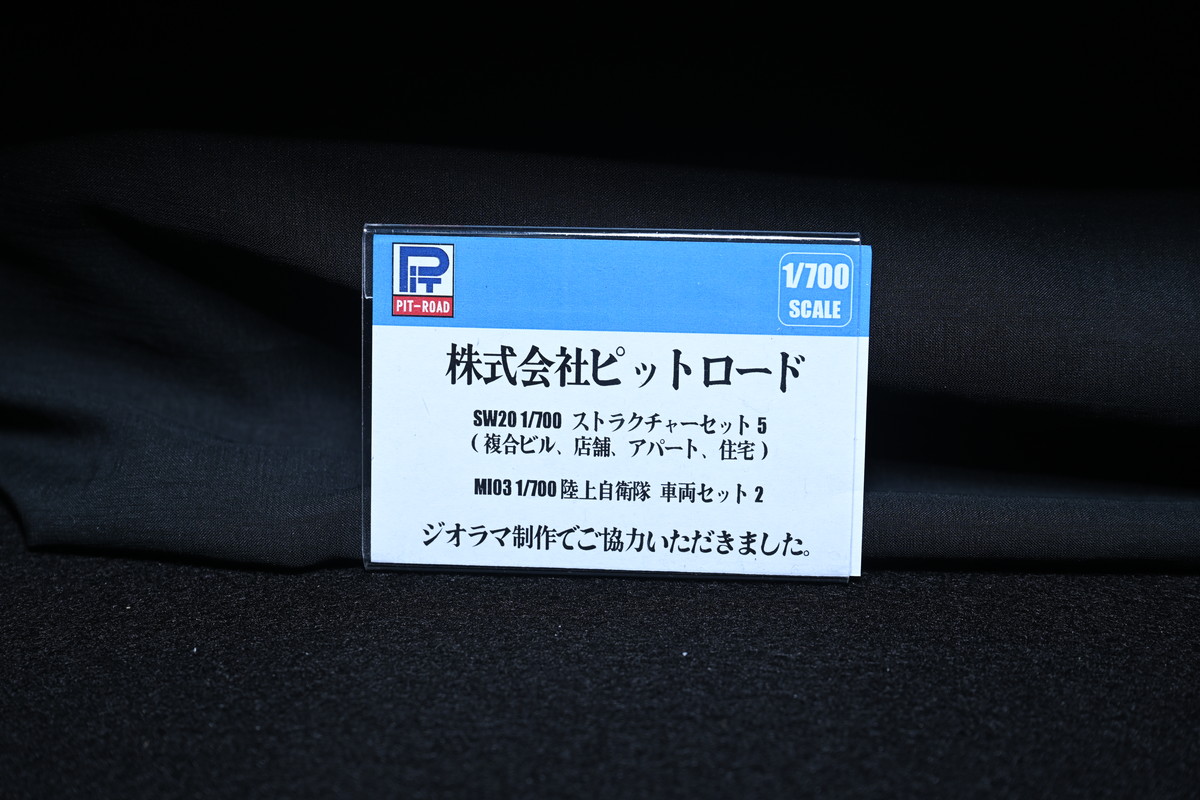 PIT
PIT-ROAD
1/700
SCALE
株式会社ピットロード
SW20 1/700 ストラクチャーセット 5
( 複合ビル、店舗、アパート、住宅 )
MI03 1/700 陸上自衛隊 車両セット 2
ジオラマ制作でご協力いただきました。